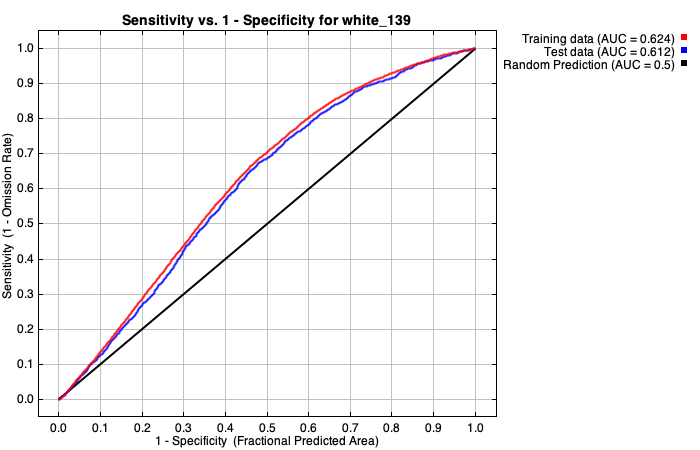 Sensitivity vs. 1 - Specificity for white_139
Training data (AUC = 0.624)
Test data (AUC = 0.612)
Random Prediction (AUC = 0.5)
Sensitivity (1 - Omission Rate)
1.0
0.9
0.8
0.7
0.6
0.5
0.4
0.3
0.2
0.1
0.0
0.0 0.1 0.2 0.3 0.4 0.5 0.6 0.7 0.8 0.9 1.0
1 - Specificity (Fractional Predicted Area)